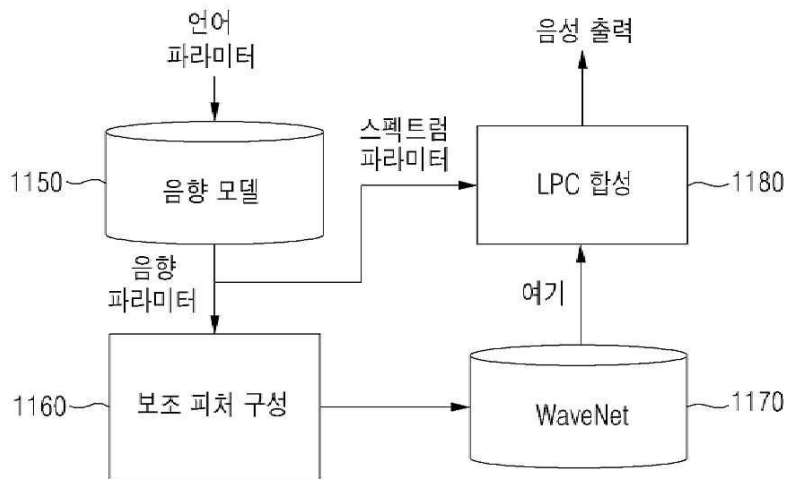 언어
파라미터
음성 출력
스펙트럼
파라미터
1150
음향 모델
LPC 합성
1180
음향
파라미터
여기
1160
보조 피처 구성
WaveNet
1170